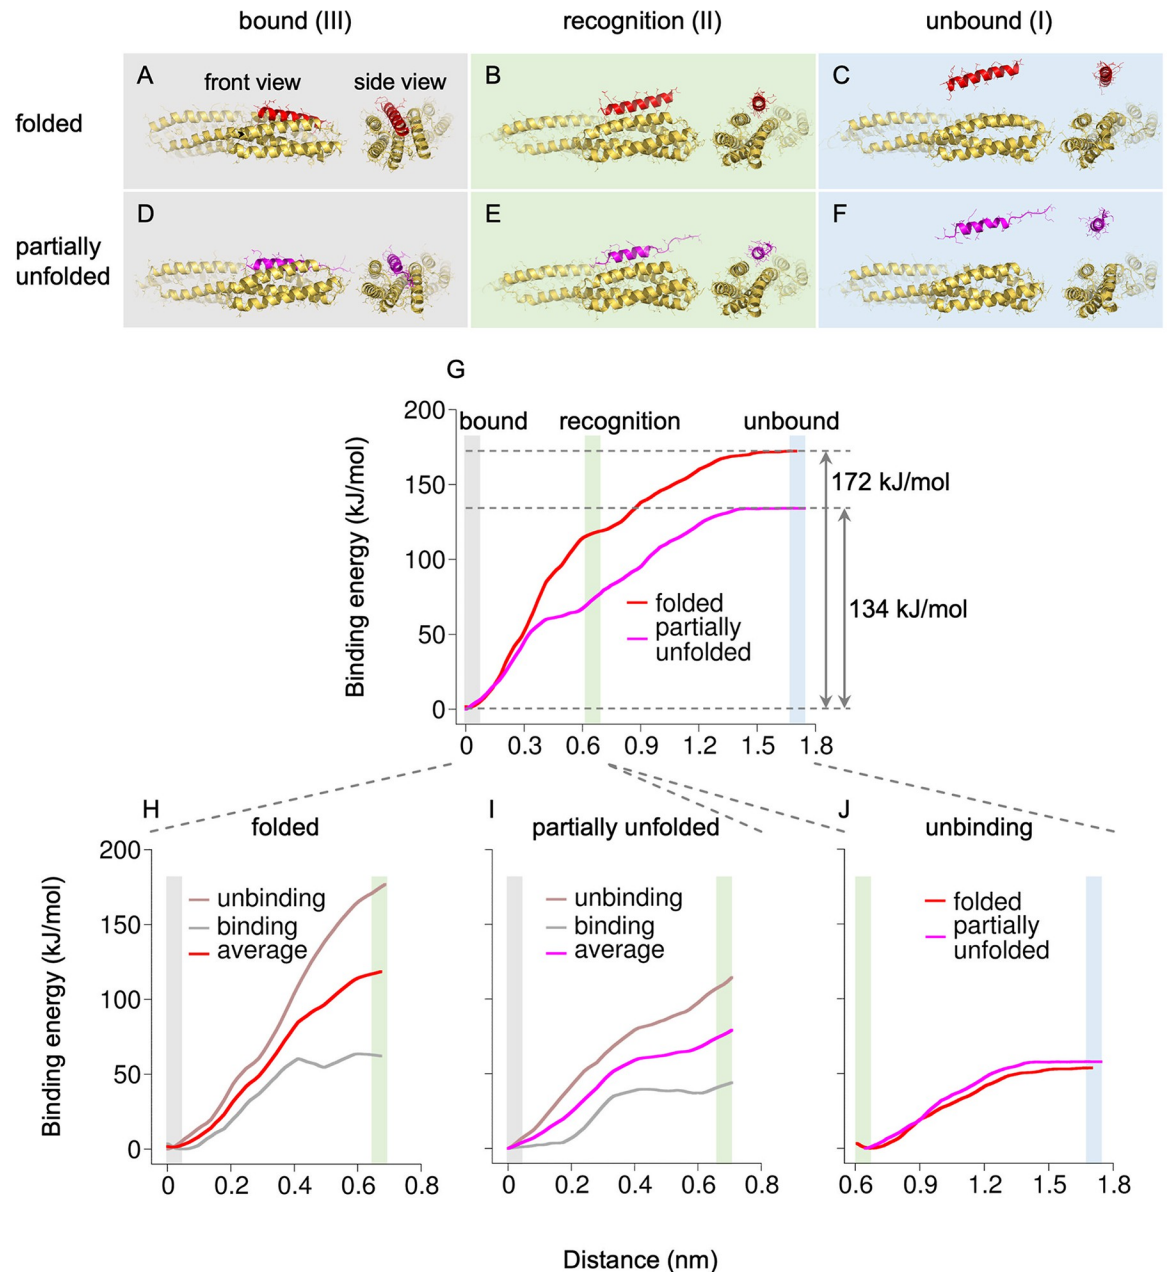 bound (III)
recognition (II)
unbound (I)
folded
A
front view
side view
B
C
partially
unfolded
D
E
F
G
Binding energy (kJ/mol)
200
150
100
50
0
bound
recognition
unbound
172 kJ/mol
134 kJ/mol
folded
partially
unfolded
0
0.3
0.6
0.9
1.2
1.5
1.8
H
folded
Binding energy (kJ/mol)
200
150
100
50
0
unbinding
binding
average
0
0.2
0.4
0.6
0.8
I
partially unfolded
unbinding
binding
average
0
0.2
0.4
0.6
0.8
J
unbinding
folded
partially
unfolded
0.6
0.9
1.2
1.5
1.8
Distance (nm)